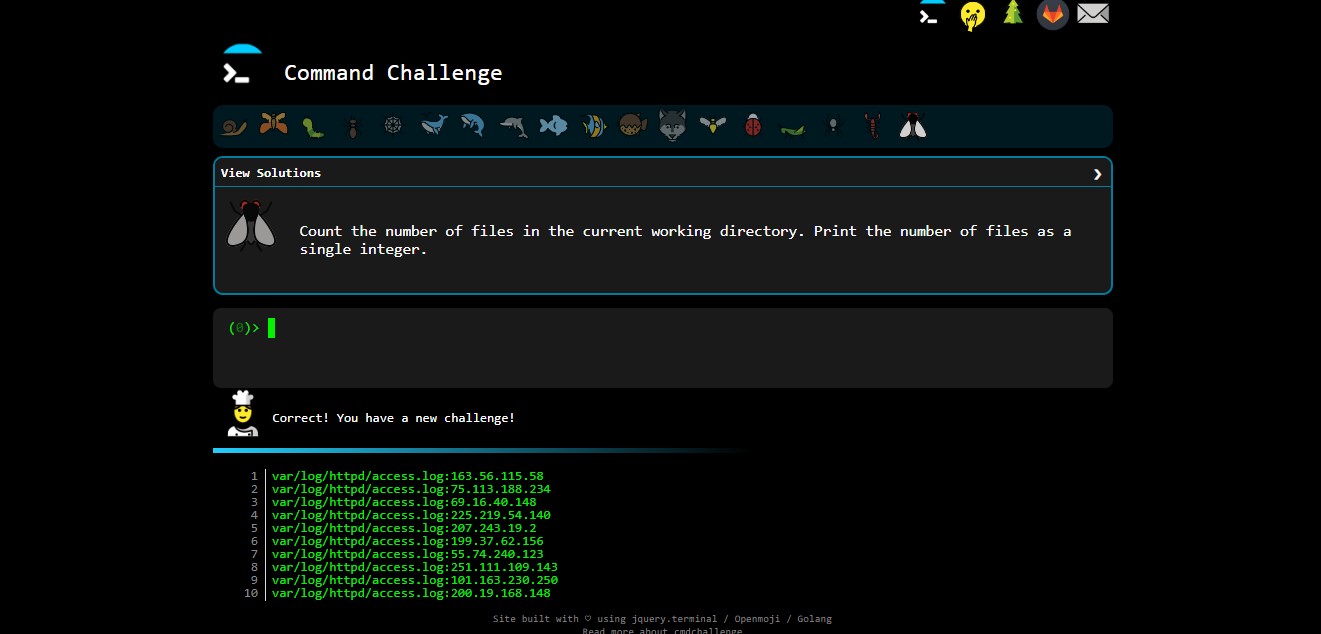 Command Challenge
View Solutions
Count the number of files in the current working directory. Print the number of files as a
single integer.
(0)>
Correct! You have a new challenge!
1 var/log/httpd/access.log:163.56.115.58
2 var/log/httpd/access.log:75.113.188.234
3 var/log/httpd/access.log:69.16.40.148
4 var/log/httpd/access.log:225.219.54.140
5 var/log/httpd/access.log:207.243.19.2
6 var/log/httpd/access.log:199.37.62.156
7 var/log/httpd/access.log:55.74.240.123
8 var/log/httpd/access.log:251.111.109.143
9 var/log/httpd/access.log:101.163.230.250
10 var/log/httpd/access.log:200.19.168.148
Site built with ♡ using jquery.terminal / Openmoji / Golang
Read more about cmdchallenge